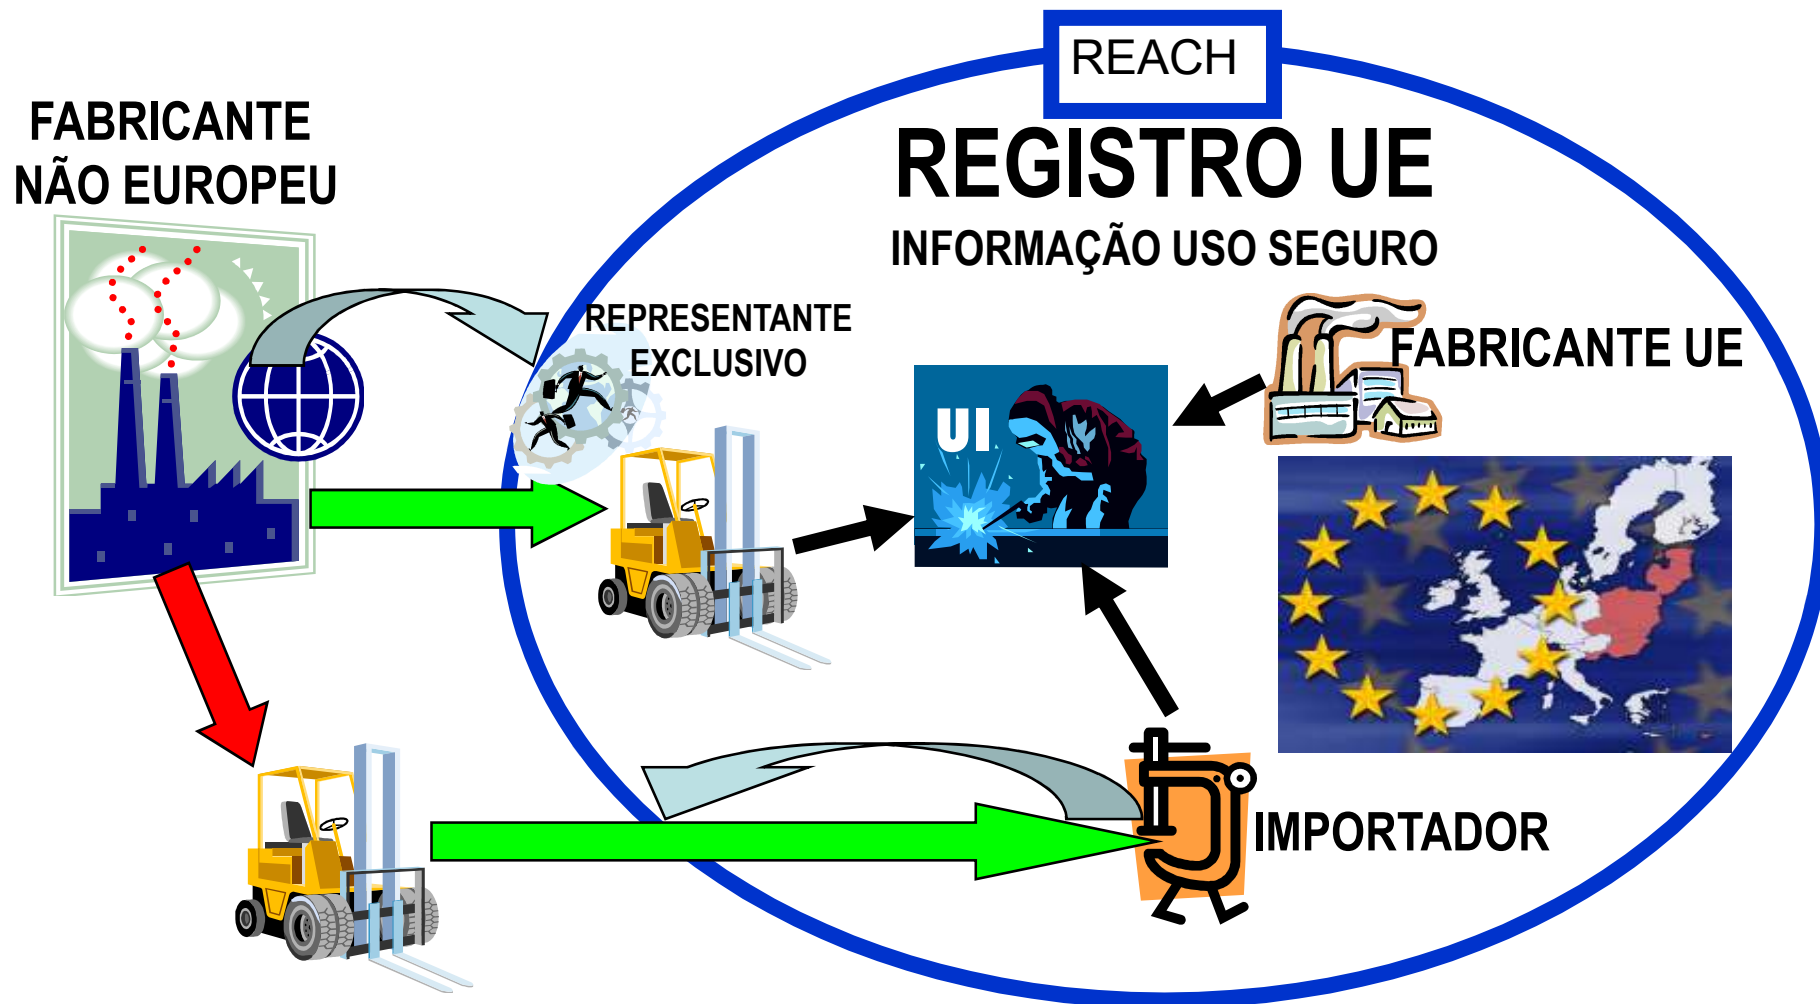 REACH
FABRICANTE
NÃO EUROPEU
REGISTRO UE
INFORMAÇÃO USO SEGURO
REPRESENTANTE
EXCLUSIVO
FABRICANTE UE
UI
IMPORTADOR